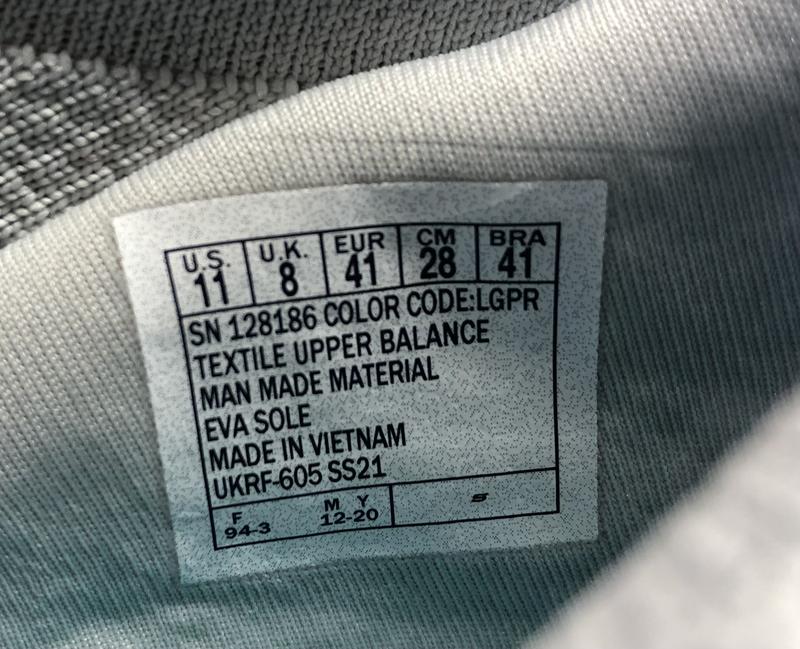 U.S. U.K. EUR CM BRA
11 8 41 28 41
SN 128186 COLOR CODE:LGPR
TEXTILE UPPER BALANCE
MAN MADE MATERIAL
EVA SOLE
MADE IN VIETNAM
UKRF-605 SS21
F M Y
94-3 12-20
S